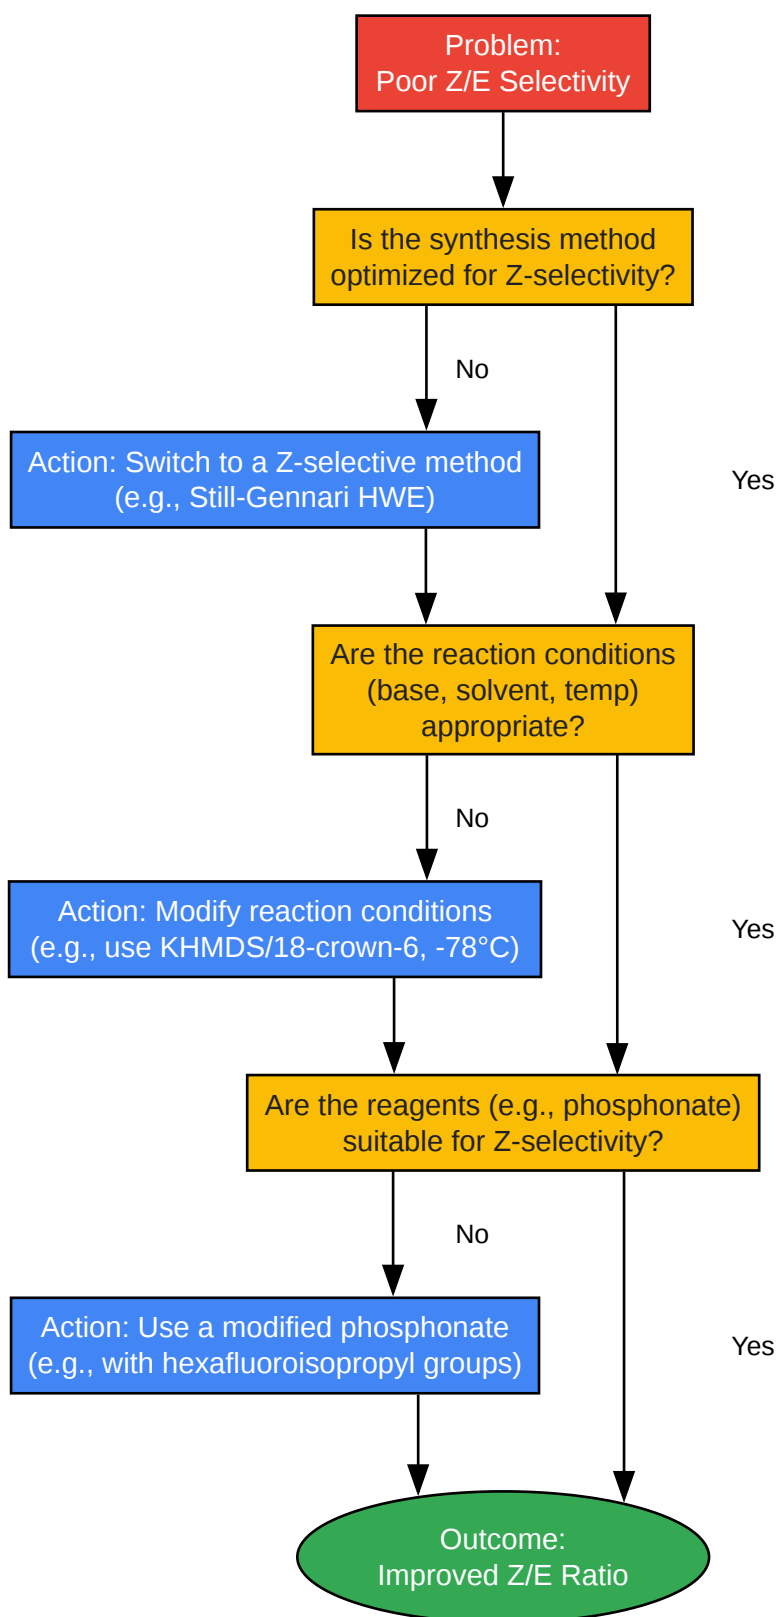 Problem:
Poor Z/E Selectivity
Is the synthesis method
optimized for Z-selectivity?
No
Action: Switch to a Z-selective method
(e.g., Still-Gennari HWE)
Yes
Are the reaction conditions
(base, solvent, temp)
appropriate?
No
Action: Modify reaction conditions
(e.g., use KHMDS/18-crown-6, -78°C)
Yes
Are the reagents (e.g., phosphonate)
suitable for Z-selectivity?
No
Action: Use a modified phosphonate
(e.g., with hexafluoroisopropyl groups)
Yes
Outcome:
Improved Z/E Ratio